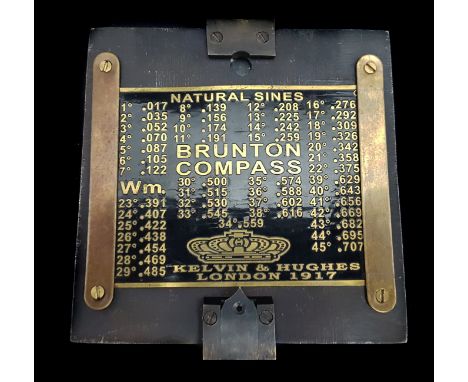 NATURAL SINES
1° .017 8° .139 12° .208 16° .276
2° .035 9° .156 13° .225 17° .292
3° .052 10° .174 14° .242 18° .309
4° .070 11° .191 15° .259 19° .326
5° .087 BRUNTON 20° .342
6° .105 COMPASS 21° .358
7° .122 22° .375
Wm. 30° .500 35° .574 39° .629
31° .515 36° .588 40° .643
23° .391 32° .530 37° .602 41° .656
24° .407 33° .545 38° .616 42° .669
25° .422 34° .559 43° .682
26° .438 44° .695
27° .454 45° .707
28° .469
29° .485
KELVIN & HUGHES
LONDON 1917